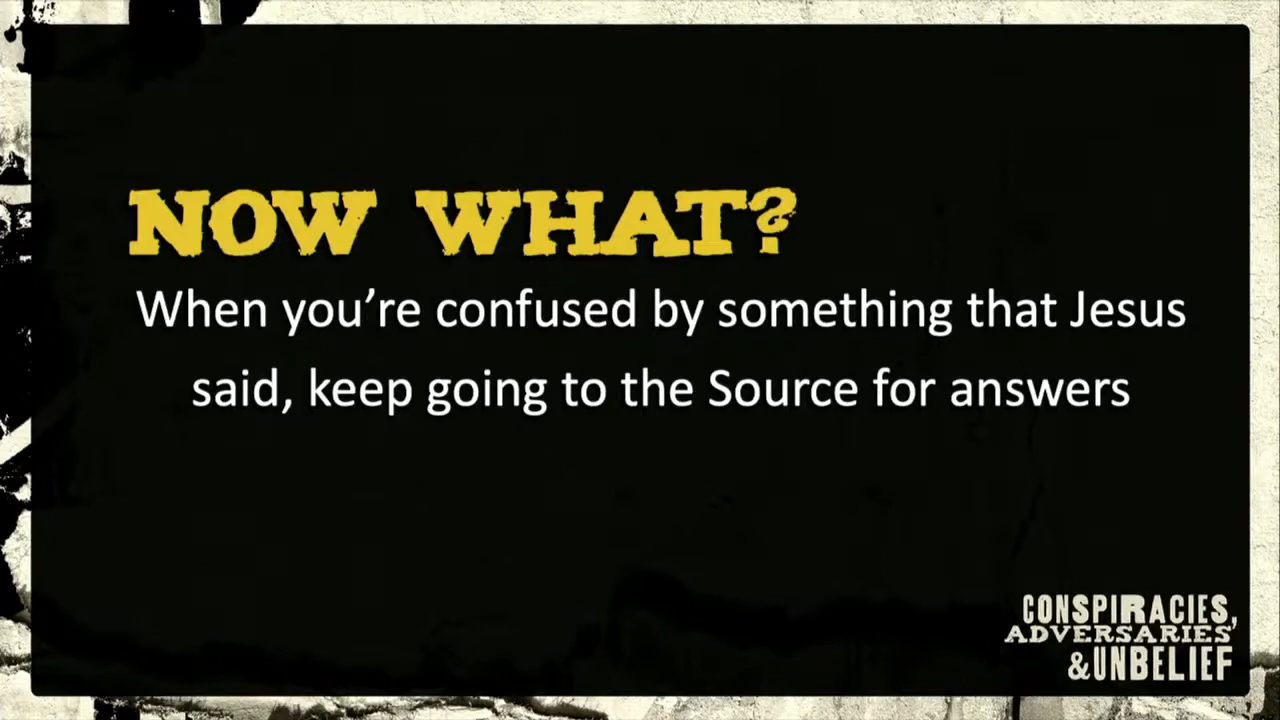 NOW WHAT?
When you’re confused by something that Jesus
said, keep going to the Source for answers
CONSPIRACIES,
ADVERSARIES
&UNBELIEF